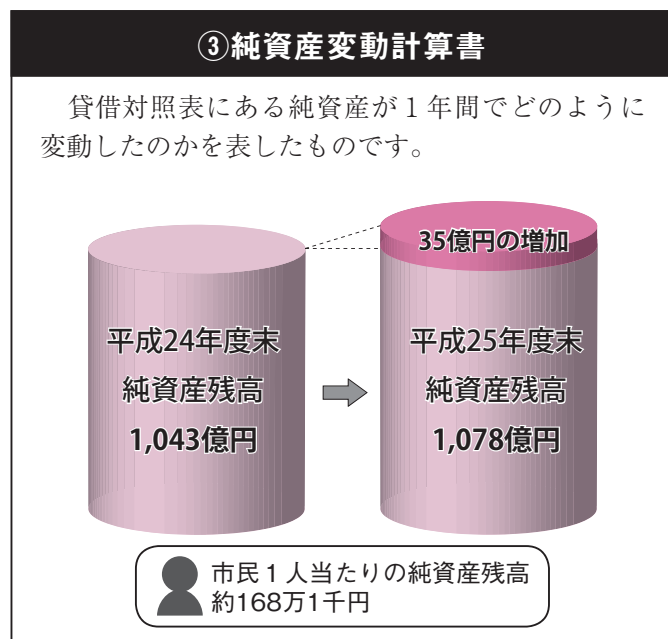 ③純資産変動計算書
貸借対照表にある純資産が１年間でどのように
変動したのかを表したものです。
35億円の増加
平成24年度末
純資産残高
1,043億円
平成25年度末
純資産残高
1,078億円
市民１人当たりの純資産残高
約168万1千円